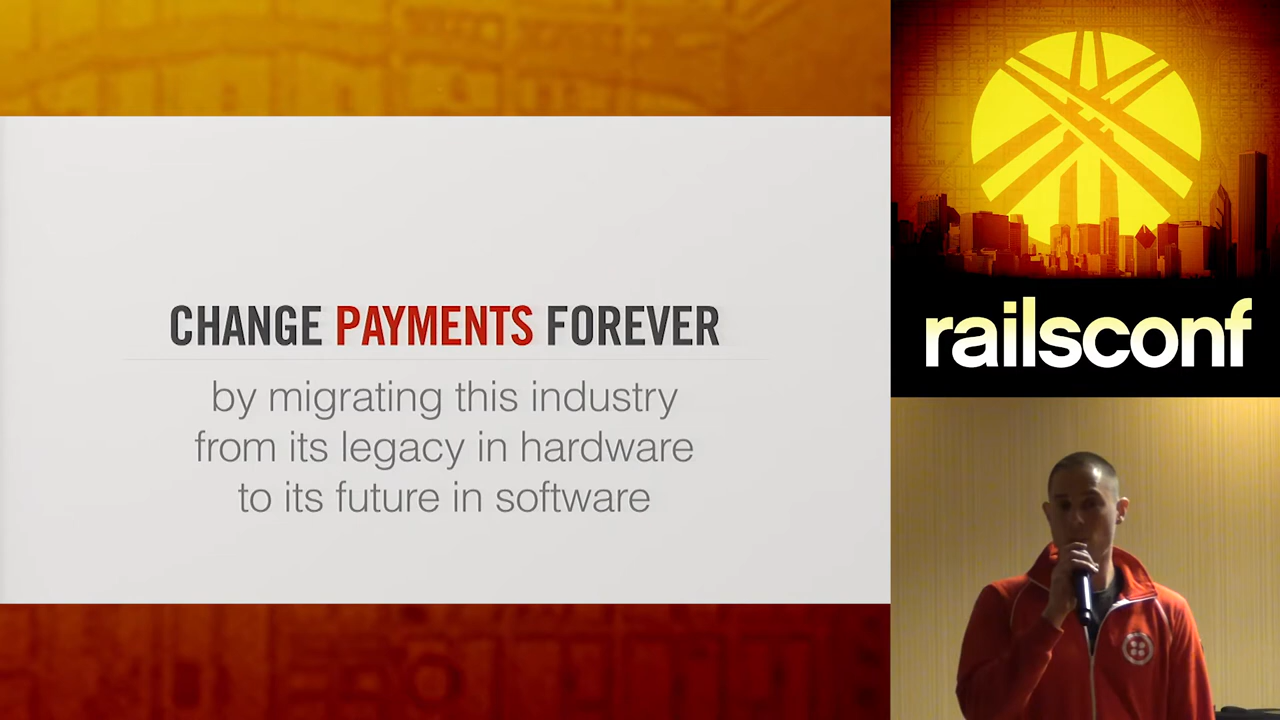 CHANGE PAYMENTS FOREVER
by migrating this industry
from its legacy in hardware
to its future in software
railsconf